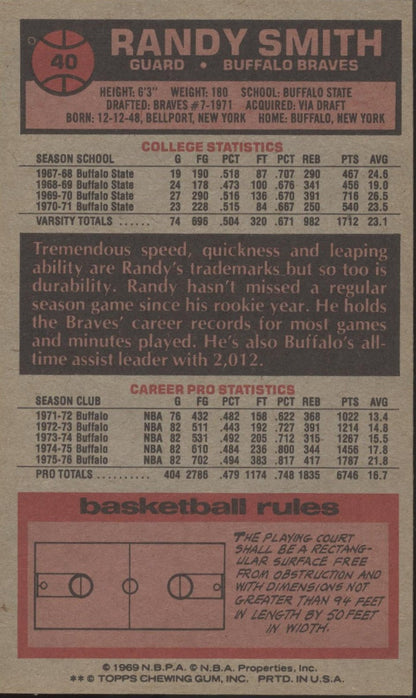 40
RANDY SMITH
GUARD • BUFFALO BRAVES
HEIGHT: 6'3" WEIGHT: 180 SCHOOL: BUFFALO STATE
DRAFTED: BRAVES #7-1971 ACQUIRED: VIA DRAFT
BORN: 12-12-48, BELLPORT, NEW YORK HOME: BUFFALO, NEW YORK
COLLEGE STATISTICS
SEASON SCHOOL G FG PCT FT PCT REB PTS AVG
1967-68 Buffalo State 19 190 .518 87 .707 290 467 24.6
1968-69 Buffalo State 24 178 .473 100 .676 341 456 19.0
1969-70 Buffalo State 27 290 .516 136 .670 391 716 26.5
1970-71 Buffalo State 23 228 .515 84 .667 250 540 23.5
VARSITY TOTALS ...... 74 696 .504 320 .671 982 1712 23.1
Tremendous speed, quickness and leaping
ability are Randy's trademarks but so too is
durability. Randy hasn't missed a regular
season game since his rookie year. He holds
the Braves' career records for most games
and minutes played. He's also Buffalo's all-
time assist leader with 2,012.
CAREER PRO STATISTICS
SEASON CLUB G FG PCT FT PCT REB PTS AVG
1971-72 Buffalo NBA 76 432 .482 158 .622 368 1022 13.4
1972-73 Buffalo NBA 82 511 .443 192 .727 391 1214 14.8
1973-74 Buffalo NBA 82 531 .492 205 .712 315 1267 15.5
1974-75 Buffalo NBA 82 610 .484 236 .800 344 1456 17.8
1975-76 Buffalo NBA 82 702 .494 383 .817 417 1787 21.8
PRO TOTALS .......... 404 2786 .479 1174 .748 1835 6746 16.7
basketball rules
THE PLAYING COURT
SHALL BE A RECTANG-
ULAR SURFACE FREE
FROM OBSTRUCTION AND
WITH DIMENSIONS NOT
GREATER THAN 94 FEET
IN LENGTH BY 50 FEET
IN WIDTH.
© 1969 N.B.P.A. © N.B.A. Properties, Inc.
** © TOPPS CHEWING GUM, INC. PRTD. IN U.S.A.